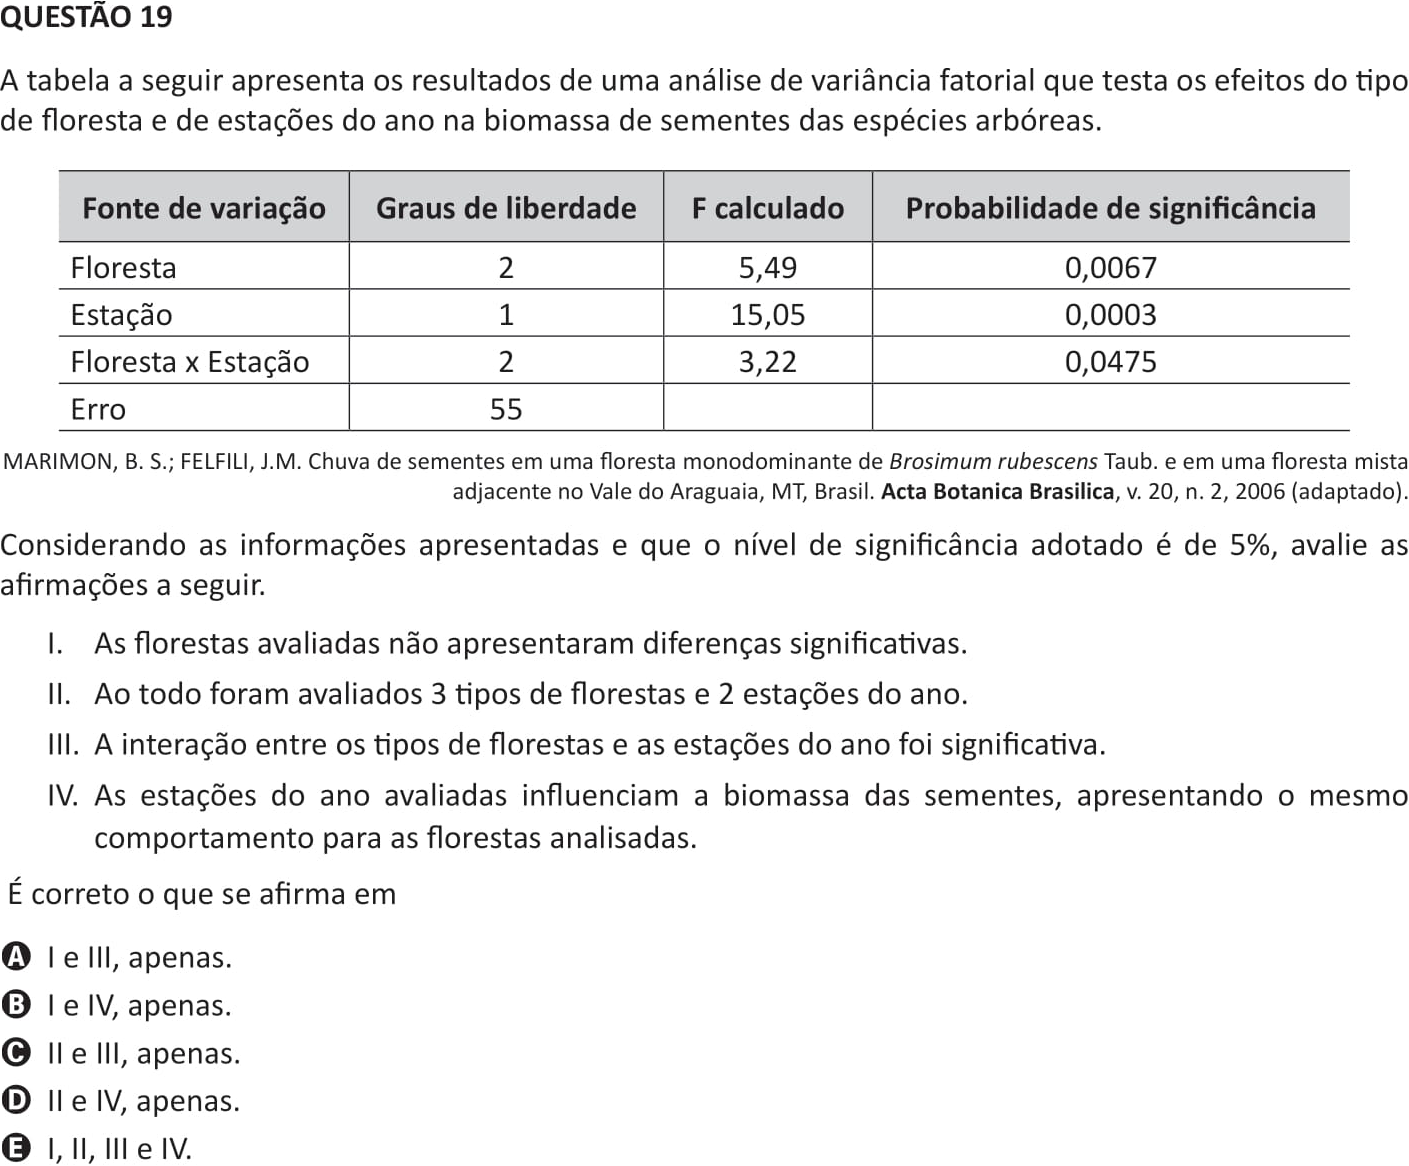 QUESTÃO 19
A tabela a seguir apresenta os resultados de uma análise de variância fatorial que testa os efeitos do tipo
de floresta e de estações do ano na biomassa de sementes das espécies arbóreas.
Fonte de variação Graus de liberdade F calculado Probabilidade de significância
Floresta 2 5,49 0,0067
Estação 1 15,05 0,0003
Floresta x Estação 2 3,22 0,0475
Erro 55
MARIMON, B. S.; FELFILI, J.M. Chuva de sementes em uma floresta monodominante de Brosimum rubescens Taub. e em uma floresta mista
adjacente no Vale do Araguaia, MT, Brasil. Acta Botanica Brasilica, v. 20, n. 2, 2006 (adaptado).
Considerando as informações apresentadas e que o nível de significância adotado é de 5%, avalie as
afirmações a seguir.
I. As florestas avaliadas não apresentaram diferenças significativas.
II. Ao todo foram avaliados 3 tipos de florestas e 2 estações do ano.
III. A interação entre os tipos de florestas e as estações do ano foi significativa.
IV. As estações do ano avaliadas influenciam a biomassa das sementes, apresentando o mesmo
comportamento para as florestas analisadas.
É correto o que se afirma em
A I e III, apenas.
B I e IV, apenas.
C II e III, apenas.
D II e IV, apenas.
E I, II, III e IV.